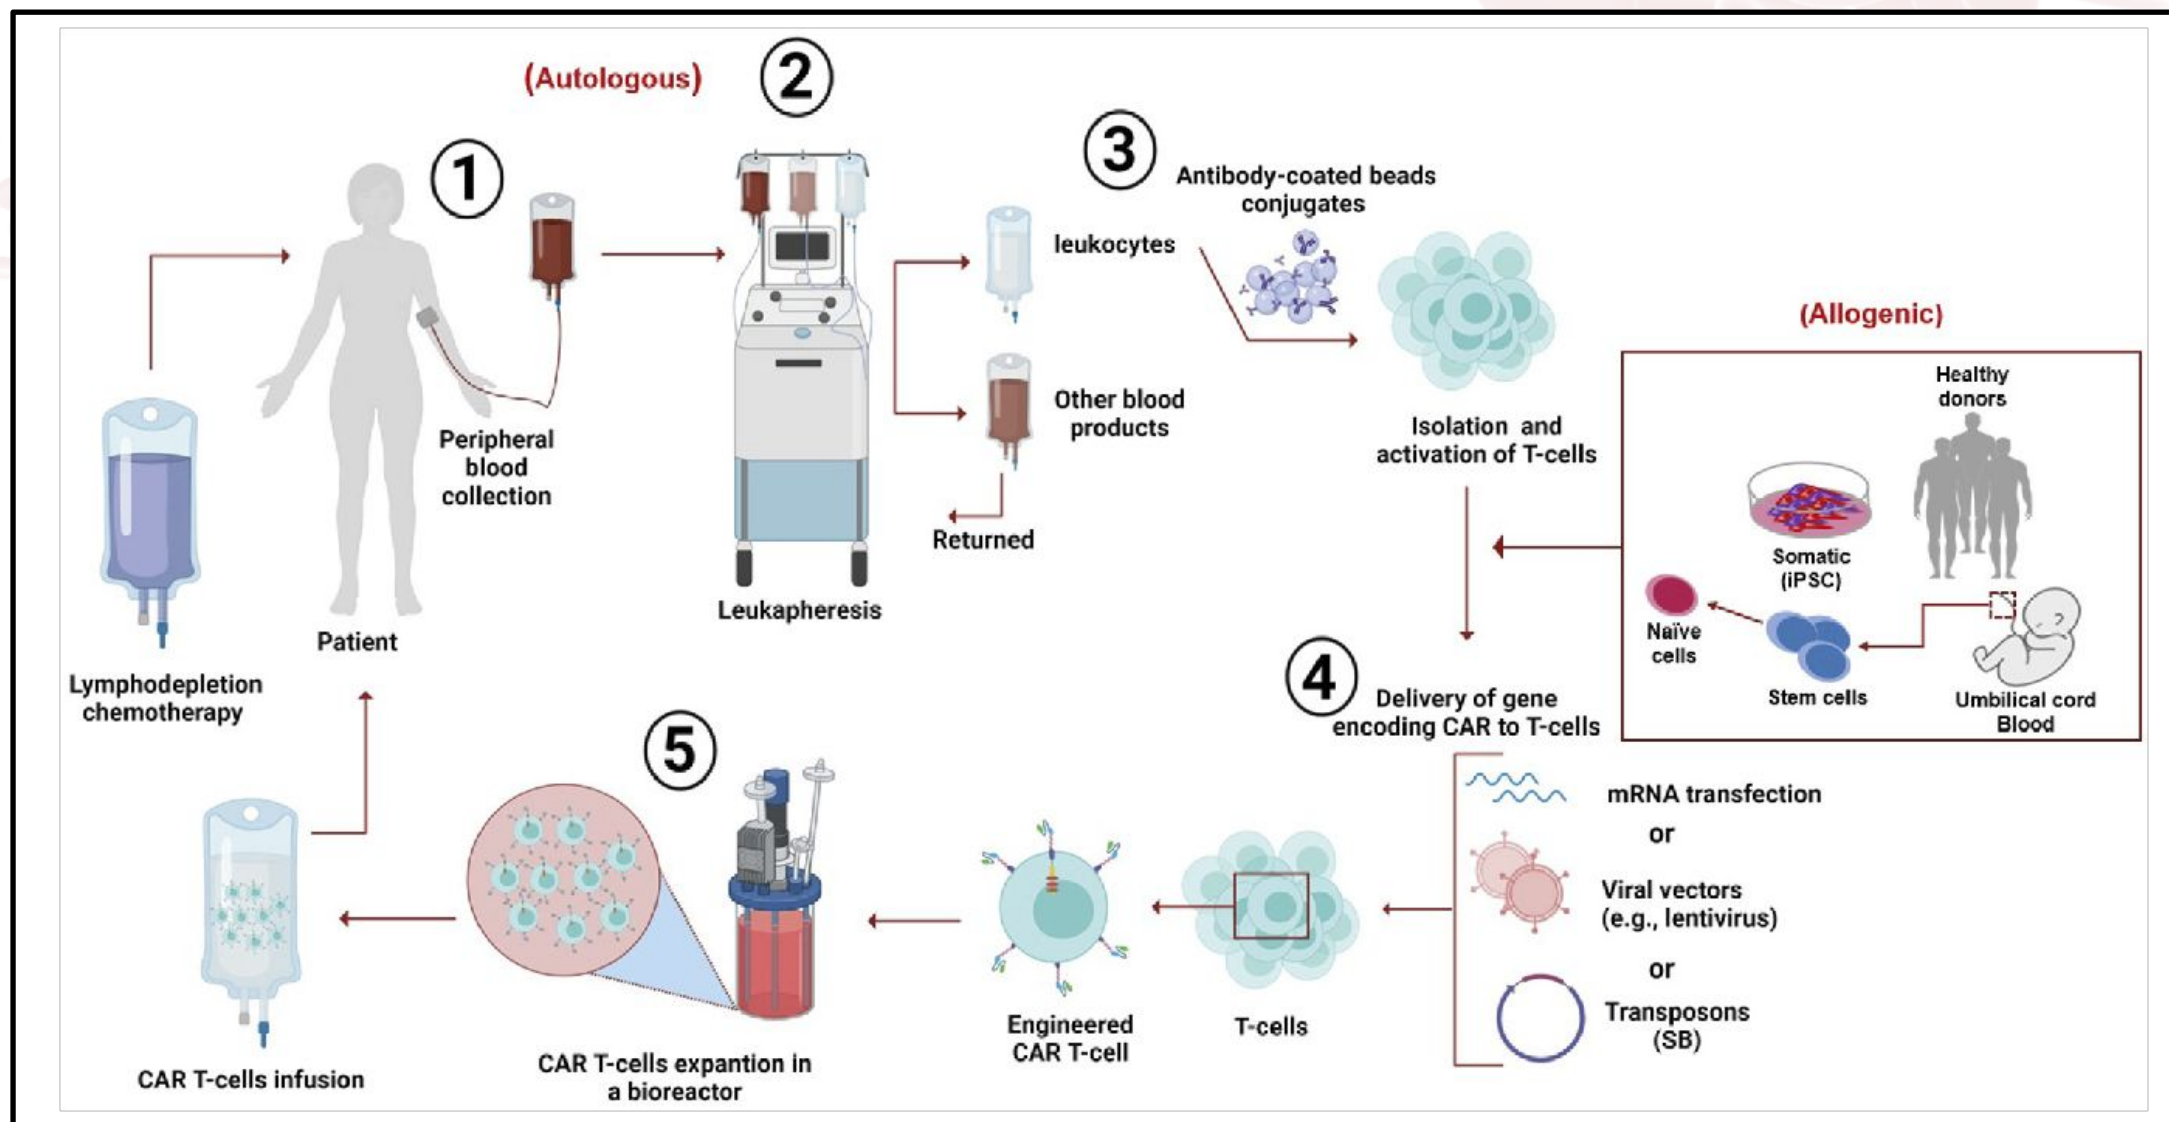 (Autologous)
1
2
3
Antibody-coated beads
conjugates
leukocytes
Other blood
products
Returned
Leukapheresis
Peripheral
blood
collection
Patient
Lymphodepletion
chemotherapy
Isolation and
activation of T-cells
(Allogenic)
Healthy
donors
Somatic
(iPSC)
Naïve
cells
Stem cells
Umbilical cord
Blood
4
Delivery of gene
encoding CAR to T-cells
mRNA transfection
or
Viral vectors
(e.g., lentivirus)
or
Transposons
(SB)
T-cells
Engineered
CAR T-cell
5
CAR T-cells expantion in
a bioreactor
CAR T-cells infusion